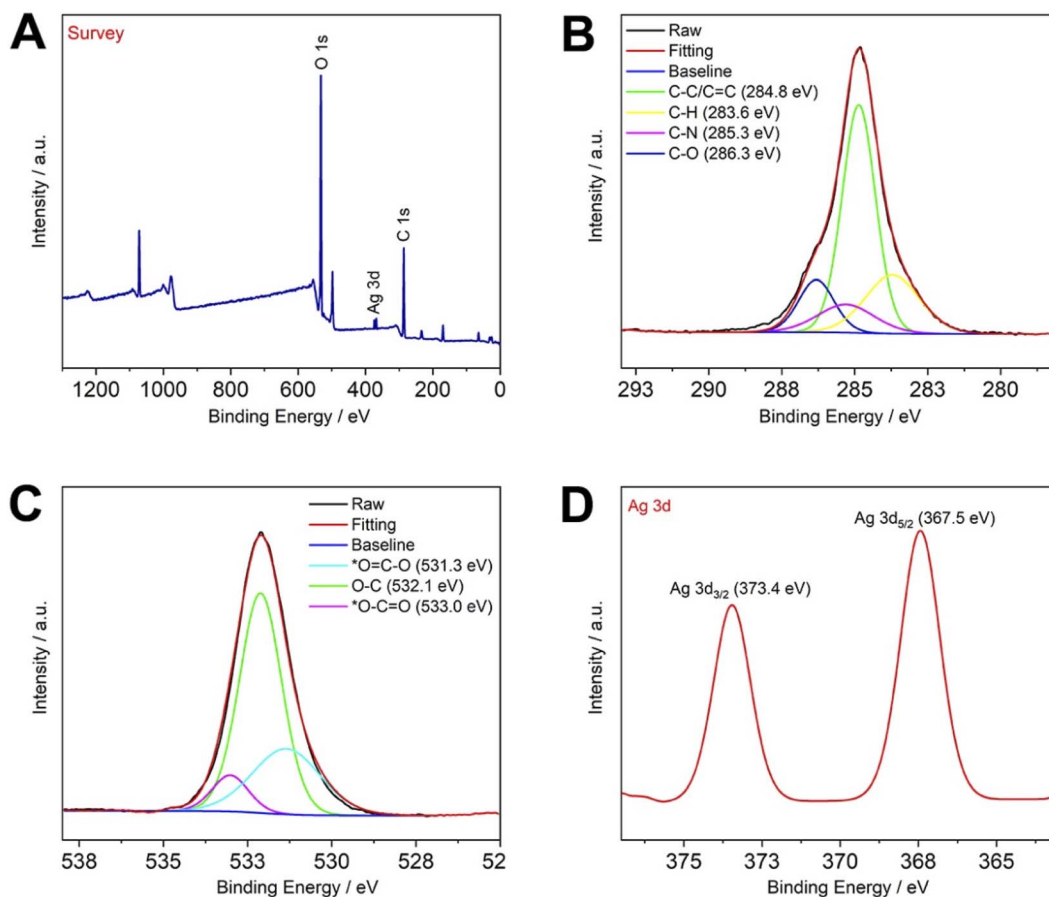 A
Survey
O 1s
Ag 3d
C 1s
Intensity / a.u.
1200 1000 800 600 400 200 0
Binding Energy / eV
B
Raw
Fitting
Baseline
C-C/C=C (284.8 eV)
C-H (283.6 eV)
C-N (285.3 eV)
C-O (286.3 eV)
Intensity / a.u.
293 290 288 285 283 280
Binding Energy / eV
C
Raw
Fitting
Baseline
*O=C-O (531.3 eV)
O-C (532.1 eV)
*O-C=O (533.0 eV)
Intensity / a.u.
538 535 533 530 52
Binding Energy / eV
D
Ag 3d
Ag 3d5/2 (367.5 eV)
Ag 3d3/2 (373.4 eV)
Intensity / a.u.
375 373 370 368 365
Binding Energy / eV